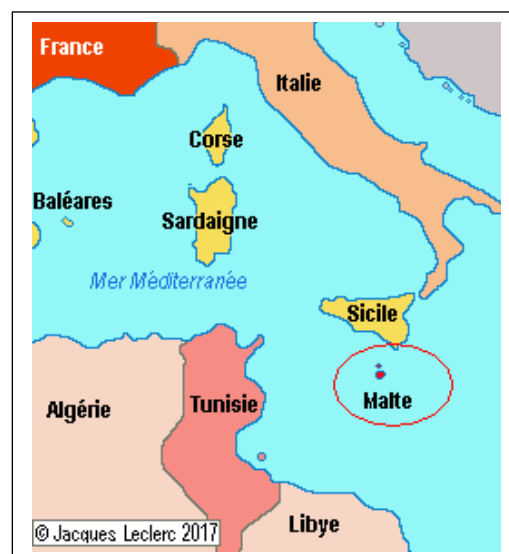 France
Italie
Corse
Baléares
Sardaigne
Mer Méditerranée
Sicile
Malte
Algérie
Tunisie
Libye
© Jacques Leclerc 2017